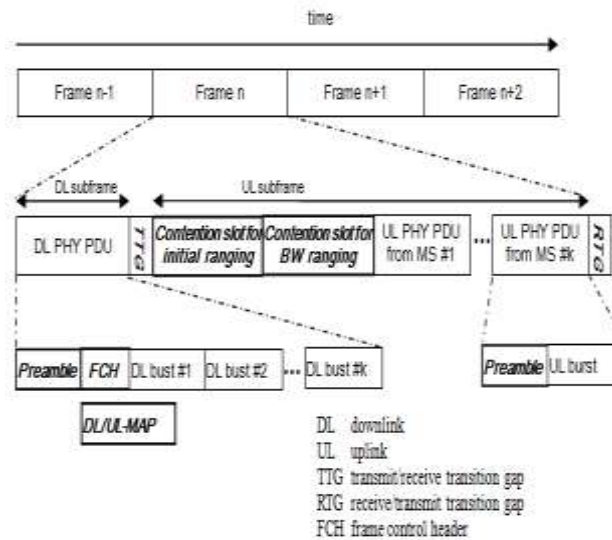 time
Frame n-1 Frame n Frame n+1 Frame n+2
DL subframe UL subframe
DL PHY PDU TTG Contention slot for initial ranging Contention slot for BW ranging UL PHY PDU from MS #1 ... UL PHY PDU from MS #k RTG
Preamble FCH DL bust #1 DL bust #2 ... DL bust #k Preamble UL burst
DL/UL-MAP
DL downlink
UL uplink
TTG transmit/receive transition gap
RTG receive/transmit transition gap
FCH frame control header